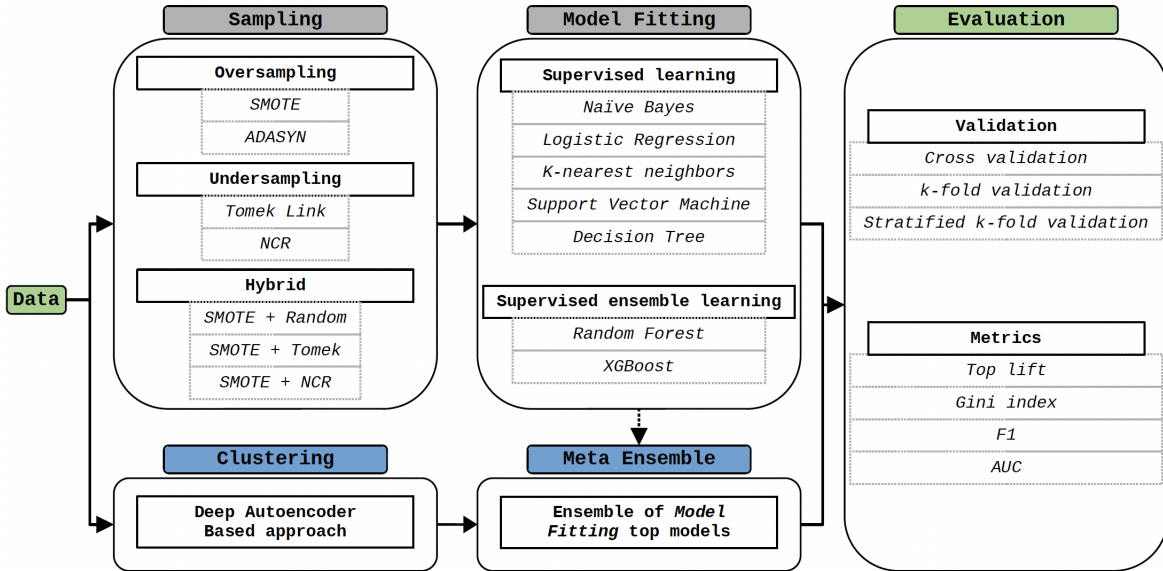 Data
Sampling
Oversampling
SMOTE
ADASYN
Undersampling
Tomek Link
NCR
Hybrid
SMOTE + Random
SMOTE + Tomek
SMOTE + NCR
Clustering
Deep Autoencoder
Based approach
Model Fitting
Supervised learning
Naïve Bayes
Logistic Regression
K-nearest neighbors
Support Vector Machine
Decision Tree
Supervised ensemble learning
Random Forest
XGBoost
Meta Ensemble
Ensemble of Model
Fitting top models
Evaluation
Validation
Cross validation
k-fold validation
Stratified k-fold validation
Metrics
Top lift
Gini index
F1
AUC